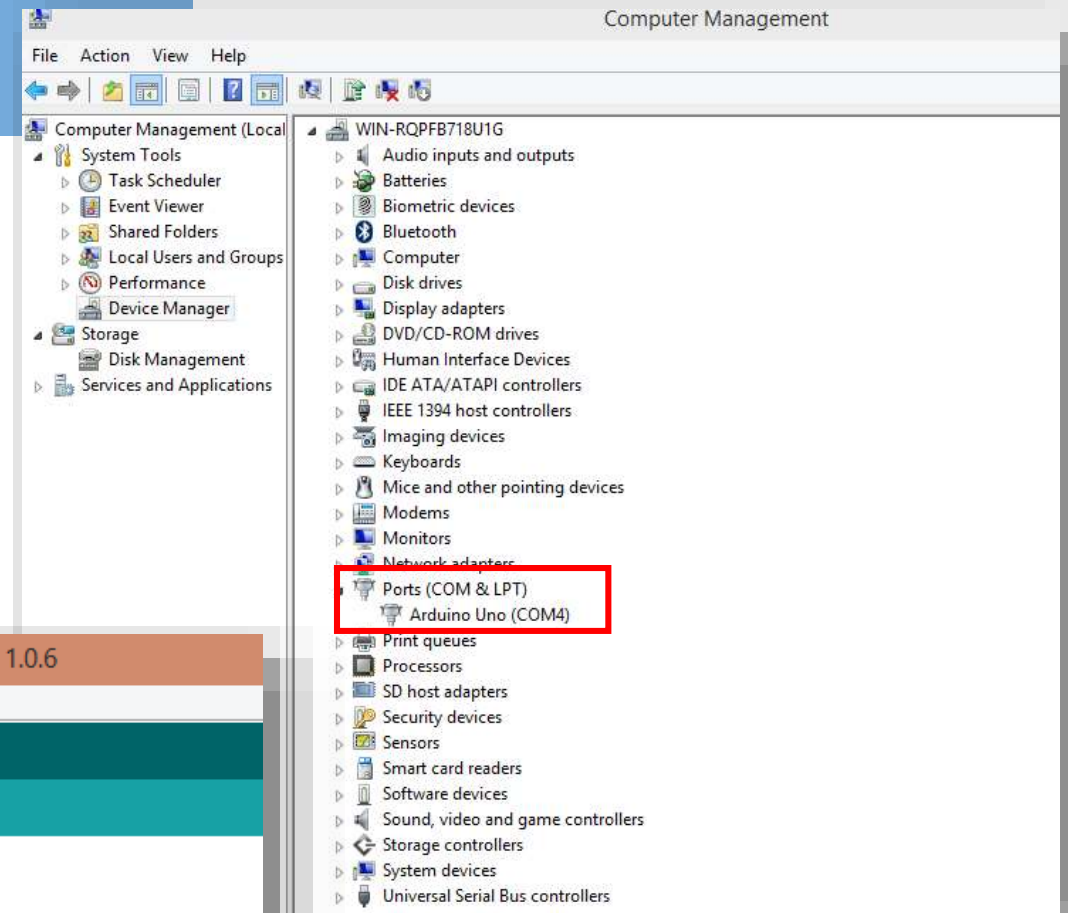 Computer Management
File Action View Help
Computer Management (Local
System Tools
Task Scheduler
Event Viewer
Shared Folders
Local Users and Groups
Performance
Device Manager
Storage
Disk Management
Services and Applications
WIN-RQPFB718U1G
Audio inputs and outputs
Batteries
Biometric devices
Bluetooth
Computer
Disk drives
Display adapters
DVD/CD-ROM drives
Human Interface Devices
IDE ATA/ATAPI controllers
IEEE 1394 host controllers
Imaging devices
Keyboards
Mice and other pointing devices
Modems
Monitors
Network adapters
Ports (COM & LPT)
Arduino Uno (COM4)
Print queues
Processors
SD host adapters
Security devices
Sensors
Smart card readers
Software devices
Sound, video and game controllers
Storage controllers
System devices
Universal Serial Bus controllers
1.0.6